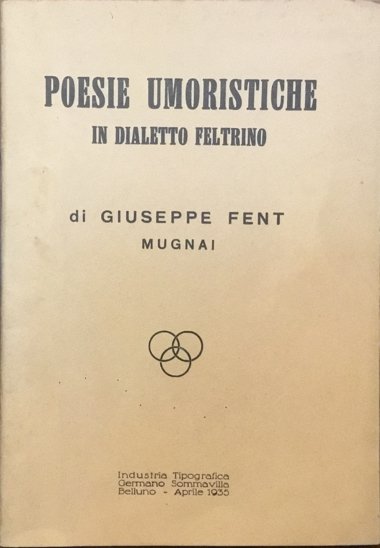 POESIE UMORISTICHE
IN DIALETTO FELTRINO
di GIUSEPPE FENT
MUGNAI
Industria Tipografica
Germano Sommavilla
Belluno - Aprile 1935